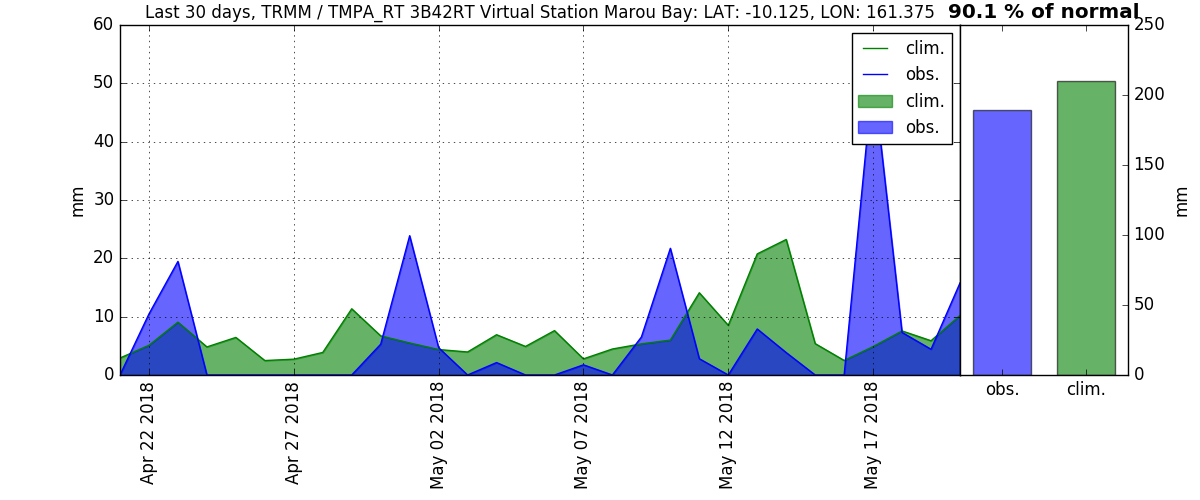 Last 30 days, TRMM / TMPA_RT 3B42RT Virtual Station Marou Bay: LAT: -10.125, LON: 161.375 90.1 % of normal
60
50
40
30
20
10
0
mm
clim.
obs.
clim.
obs.
250
200
150
100
50
0
mm
obs.
clim.
Apr 22 2018
Apr 27 2018
May 02 2018
May 07 2018
May 12 2018
May 17 2018